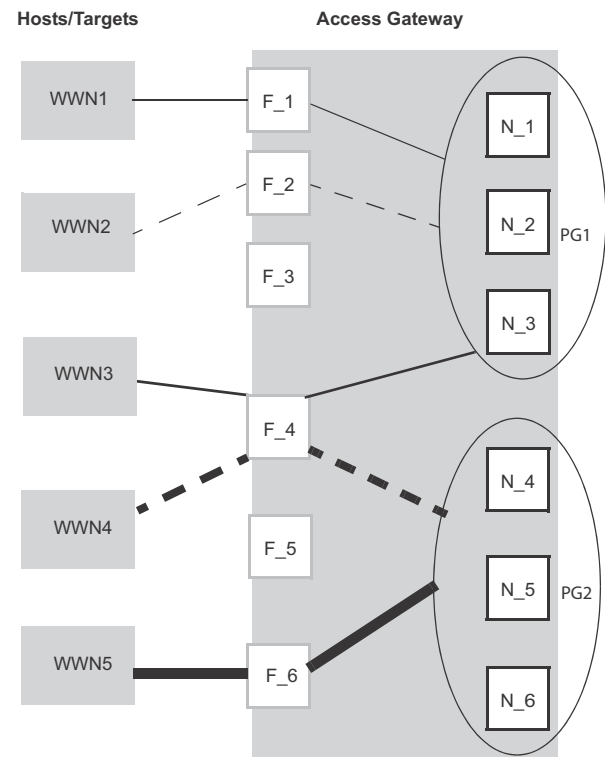 Hosts/Targets
Access Gateway
WWN1
WWN2
WWN3
WWN4
WWN5
F_1
F_2
F_3
F_4
F_5
F_6
N_1
N_2
N_3
PG1
N_4
N_5
N_6
PG2